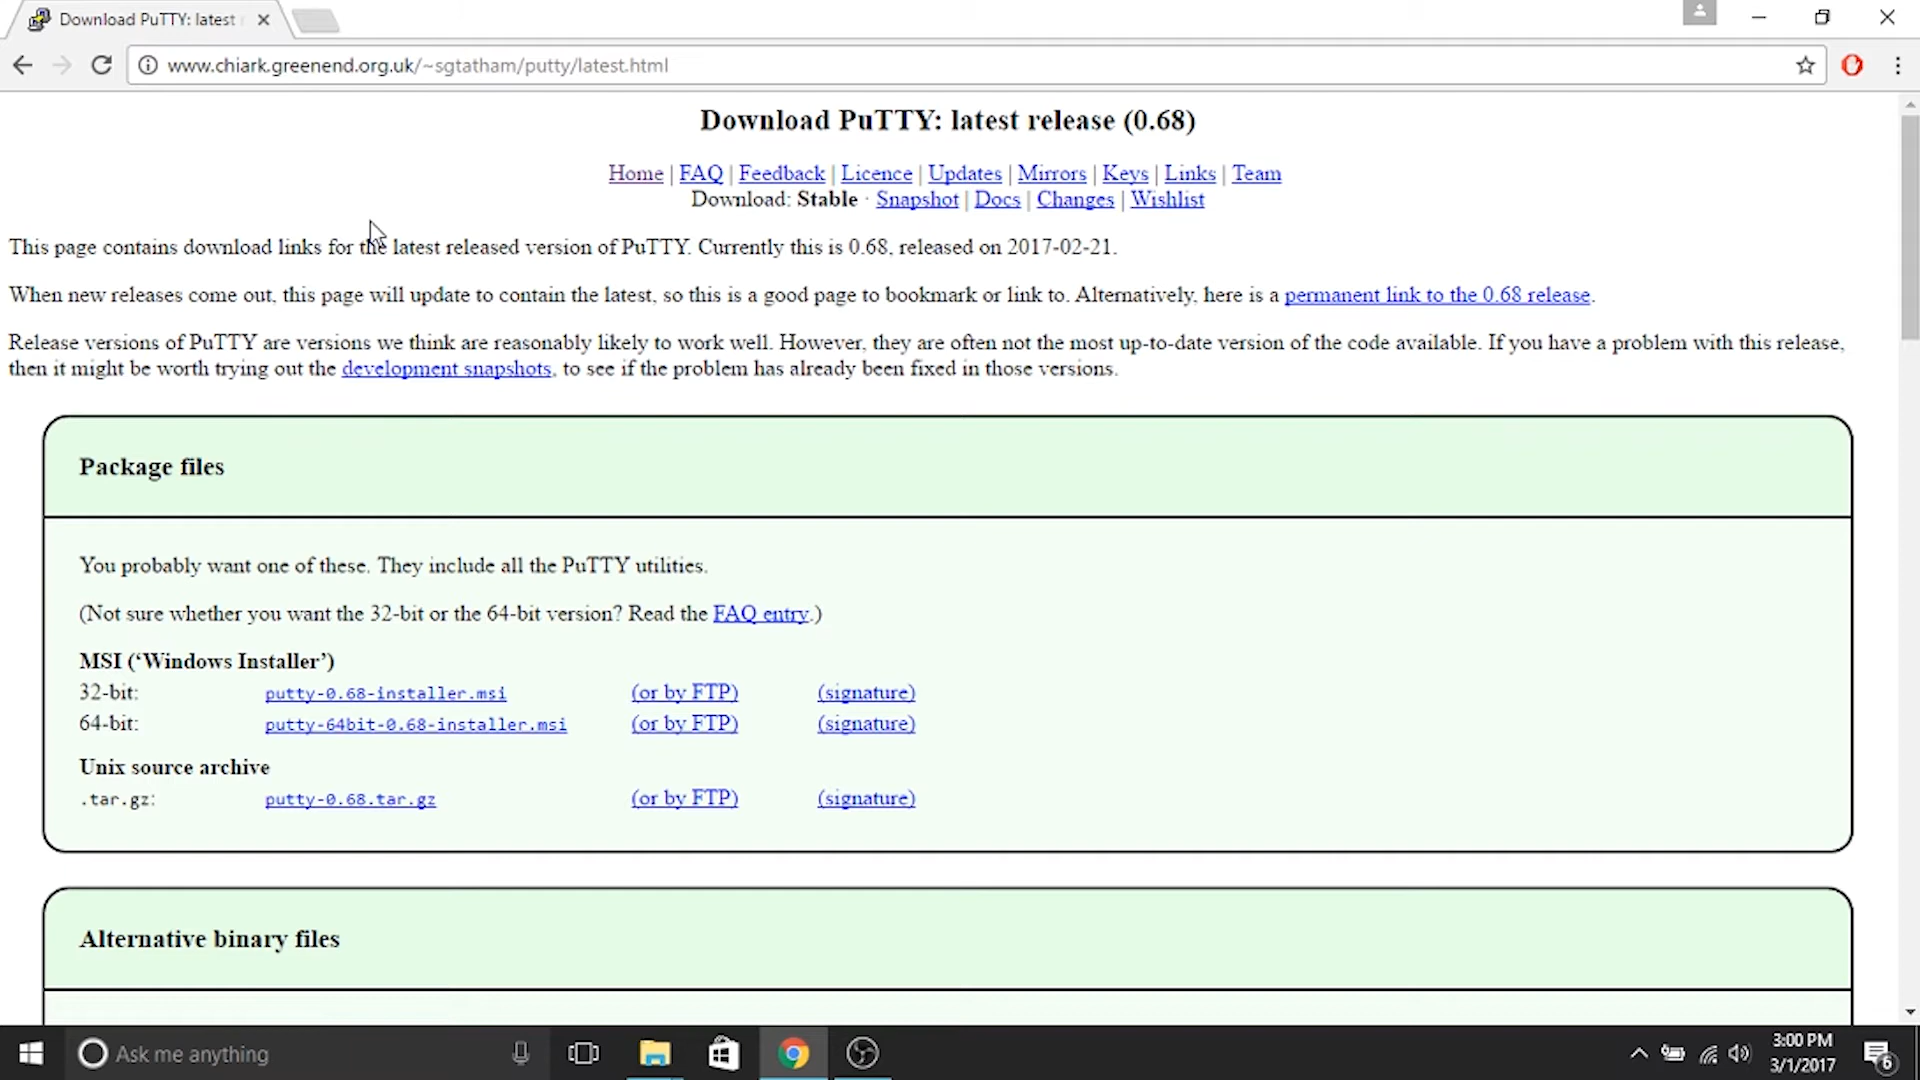 Download PuTTY: latest
www.chiark.greenend.org.uk/~sgtatham/putty/latest.html
Download PuTTY: latest release (0.68)
Home | FAQ | Feedback | Licence | Updates | Mirrors | Keys | Links | Team
Download: Stable · Snapshot | Docs | Changes | Wishlist
This page contains download links for the latest released version of PuTTY. Currently this is 0.68, released on 2017-02-21.
When new releases come out, this page will update to contain the latest, so this is a good page to bookmark or link to. Alternatively, here is a permanent link to the 0.68 release.
Release versions of PuTTY are versions we think are reasonably likely to work well. However, they are often not the most up-to-date version of the code available. If you have a problem with this release,
then it might be worth trying out the development snapshots, to see if the problem has already been fixed in those versions.
Package files
You probably want one of these. They include all the PuTTY utilities.
(Not sure whether you want the 32-bit or the 64-bit version? Read the FAQ entry.)
MSI (‘Windows Installer’)
32-bit: putty-0.68-installer.msi (or by FTP) (signature)
64-bit: putty-64bit-0.68-installer.msi (or by FTP) (signature)
Unix source archive
.tar.gz: putty-0.68.tar.gz (or by FTP) (signature)
Alternative binary files
Ask me anything
3:00 PM
3/1/2017
6